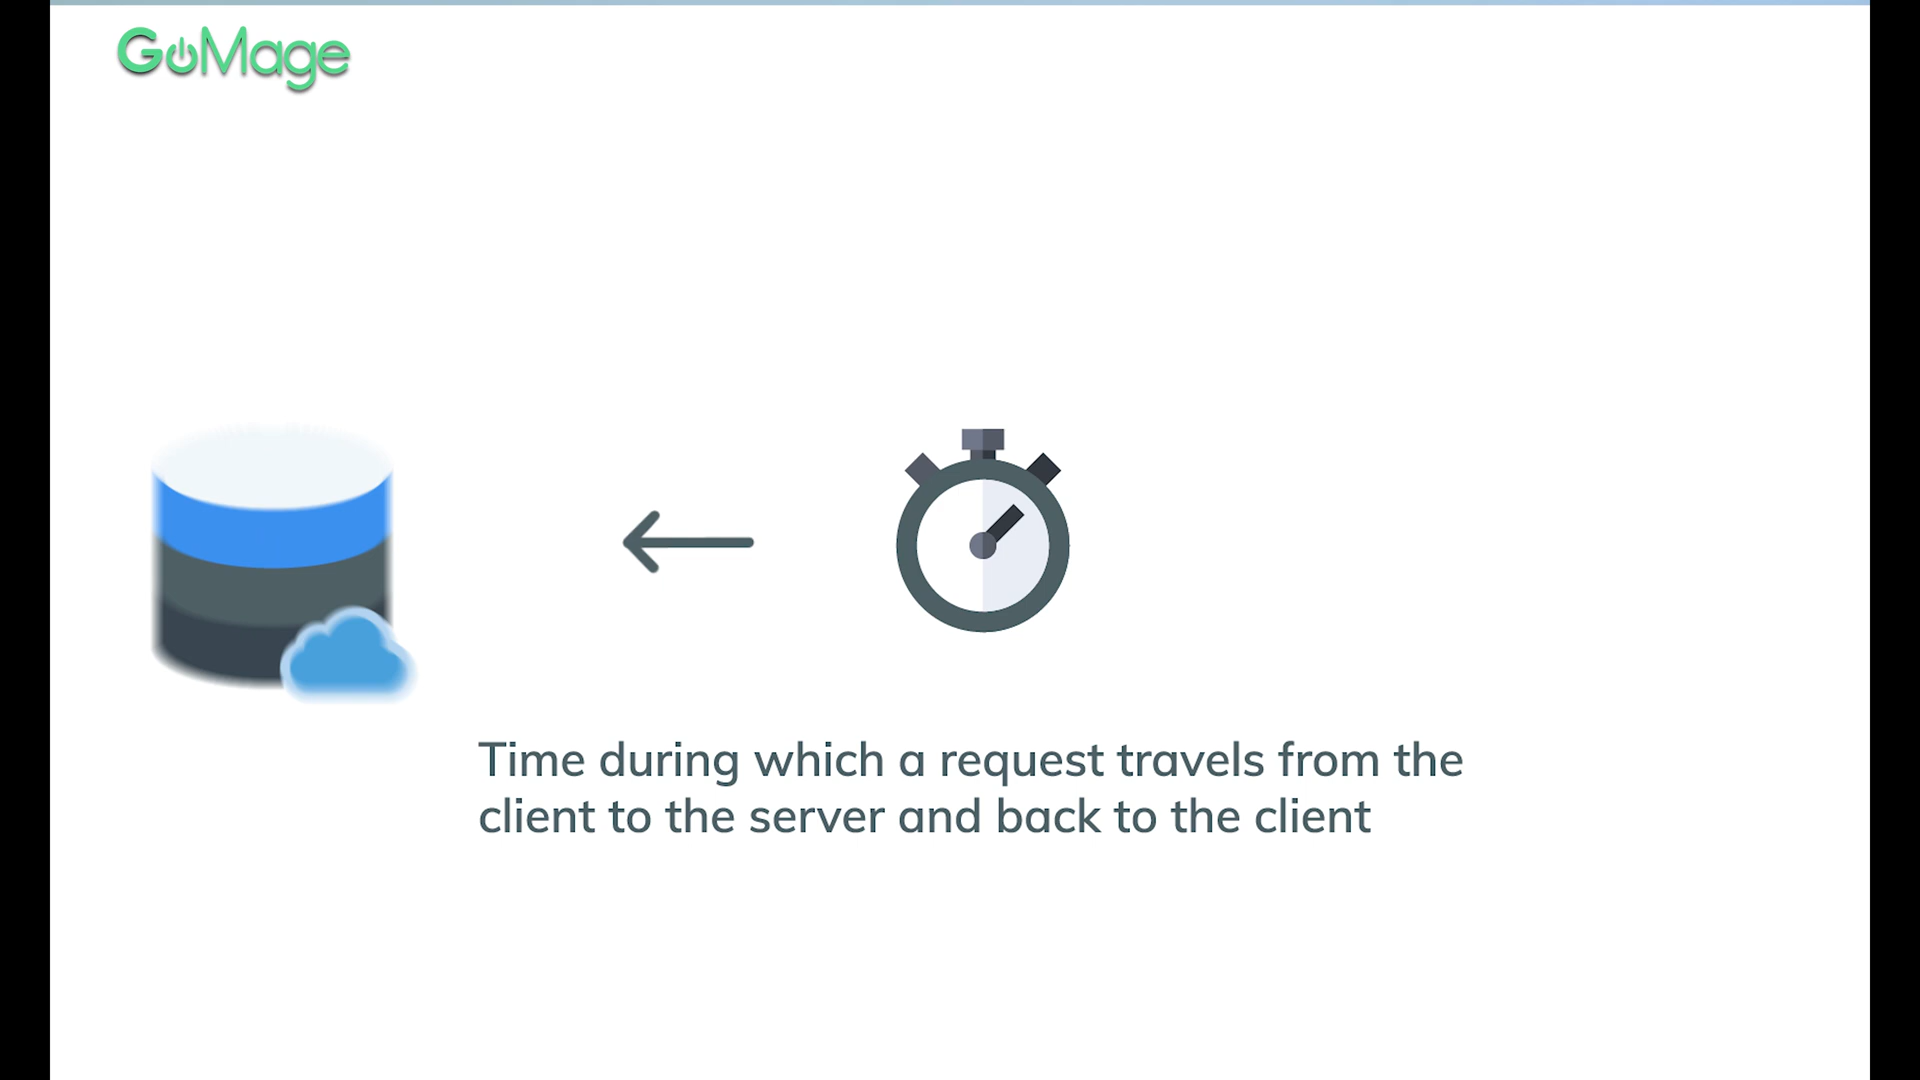 GoMage
Time during which a request travels from the
client to the server and back to the client